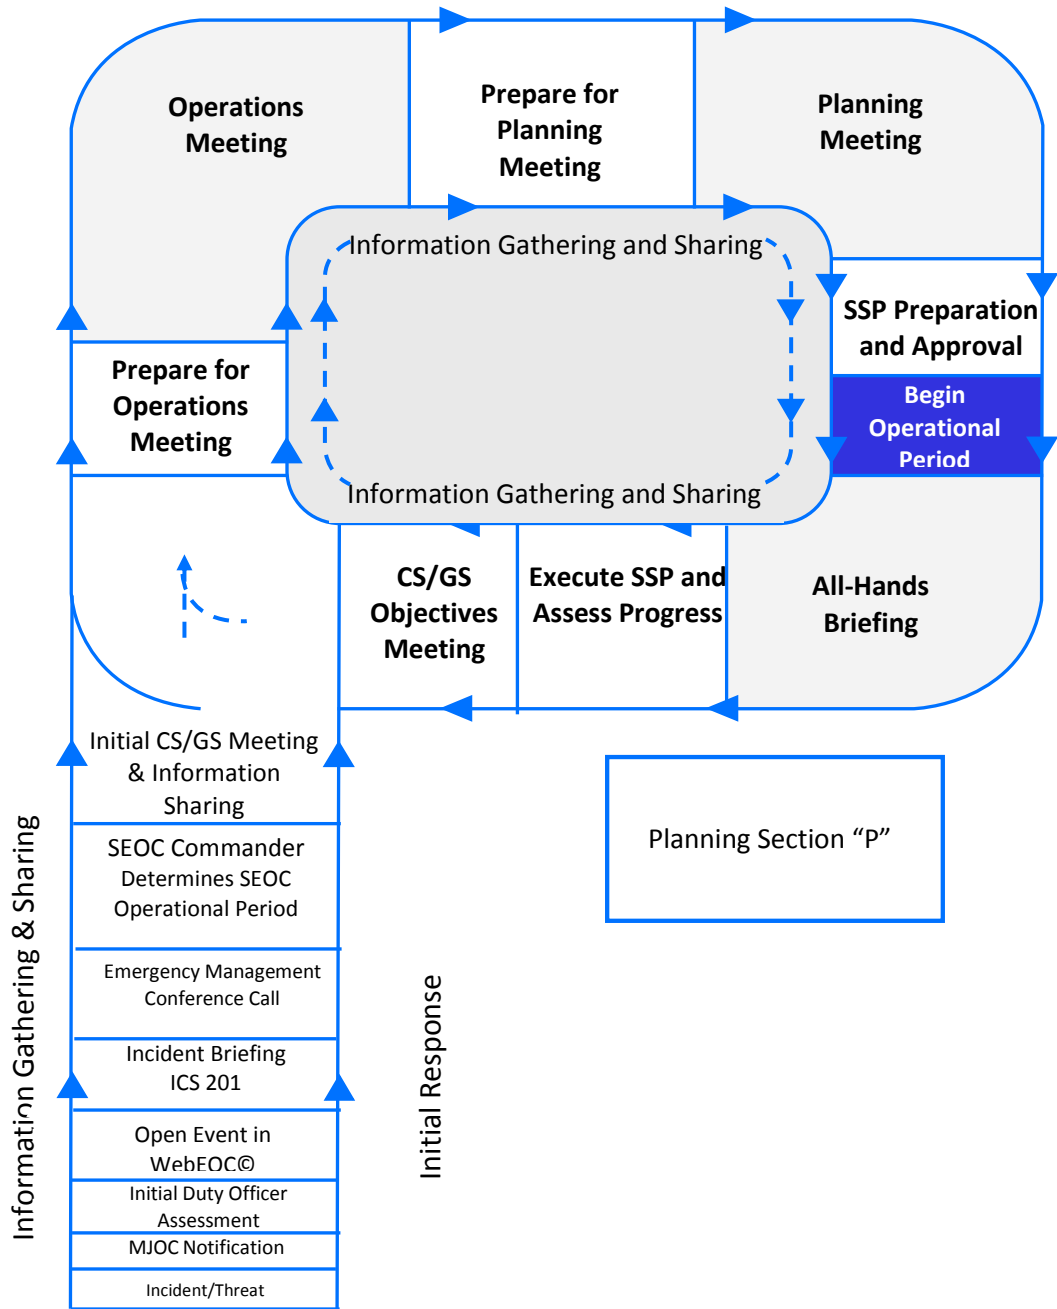 Operations
Meeting
Prepare for
Planning
Meeting
Planning
Meeting
Information Gathering and Sharing
SSP Preparation
and Approval
Prepare for
Operations
Meeting
Begin
Operational
Period
Information Gathering and Sharing
CS/GS
Objectives
Meeting
Execute SSP and
Assess Progress
All-Hands
Briefing
Initial CS/GS Meeting
& Information
Sharing
SEOC Commander
Determines SEOC
Operational Period
Emergency Management
Conference Call
Incident Briefing
ICS 201
Open Event in
WebEOC©
Initial Duty Officer
Assessment
MJOC Notification
Incident/Threat
Information Gathering & Sharing
Initial Response
Planning Section “P”